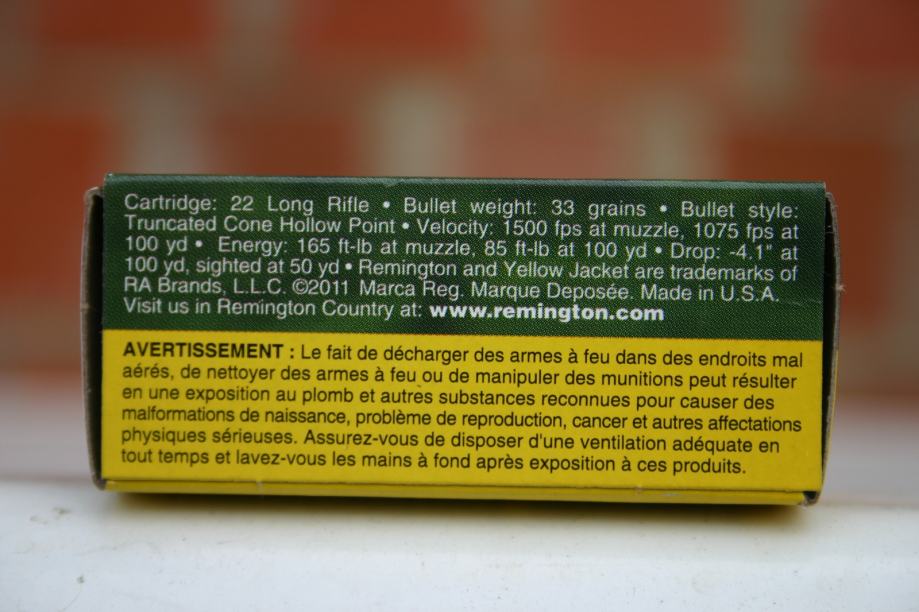 Cartridge: 22 Long Rifle • Bullet weight: 33 grains • Bullet style:
Truncated Cone Hollow Point • Velocity: 1500 fps at muzzle, 1075 fps at
100 yd • Energy: 165 ft-lb at muzzle, 85 ft-lb at 100 yd • Drop: -4.1" at
100 yd, sighted at 50 yd • Remington and Yellow Jacket are trademarks of
RA Brands, L.L.C. ©2011 Marca Reg. Marque Deposée. Made in U.S.A.
Visit us in Remington Country at: www.remington.com
AVERTISSEMENT : Le fait de décharger des armes à feu dans des endroits mal
aérés, de nettoyer des armes à feu ou de manipuler des munitions peut résulter
en une exposition au plomb et autres substances reconnues pour causer des
malformations de naissance, problème de reproduction, cancer et autres affectations
physiques sérieuses. Assurez-vous de disposer d'une ventilation adéquate en
tout temps et lavez-vous les mains à fond après exposition à ces produits.